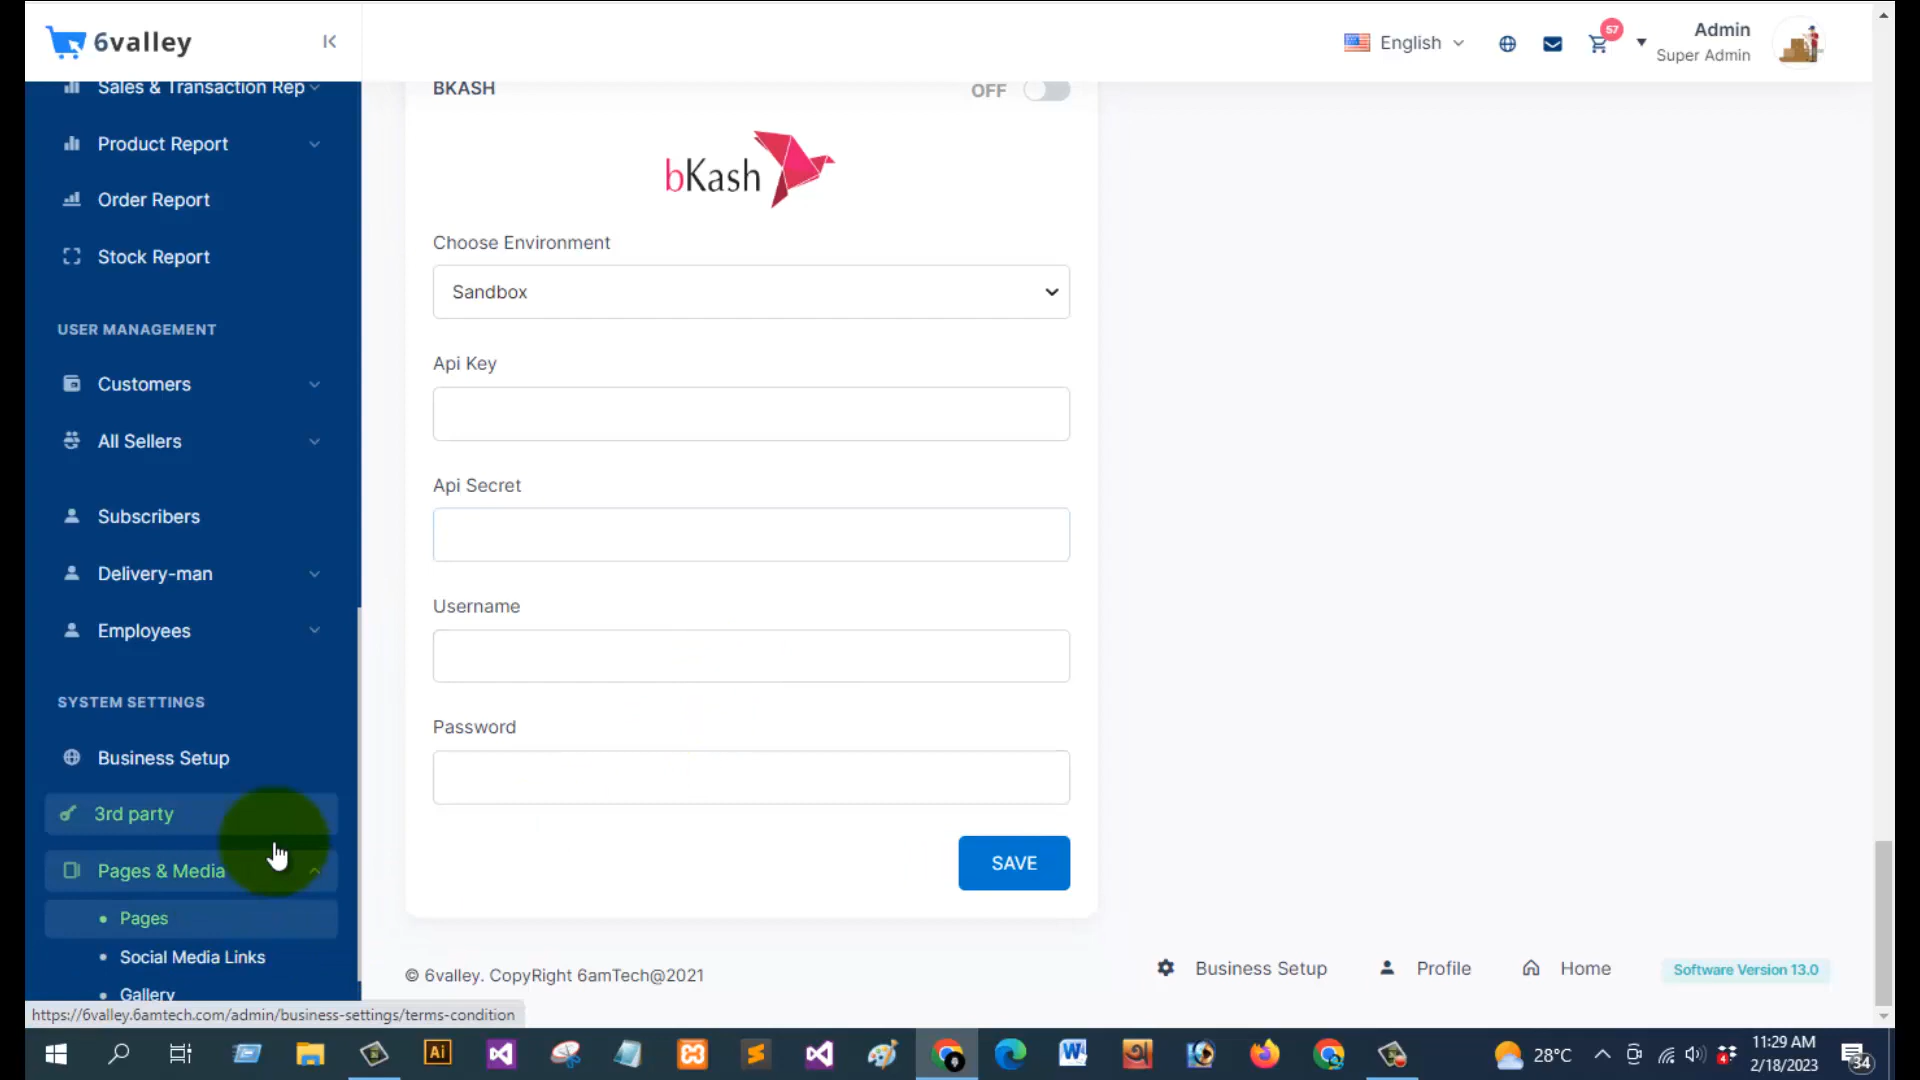 6valley
English
57
Admin
Super Admin
Sales & Transaction Rep
Product Report
Order Report
Stock Report
USER MANAGEMENT
Customers
All Sellers
Subscribers
Delivery-man
Employees
SYSTEM SETTINGS
Business Setup
3rd party
Pages & Media
Pages
Social Media Links
Gallery
BKASH
OFF
bKash
Choose Environment
Sandbox
Api Key
Api Secret
Username
Password
SAVE
© 6valley. CopyRight 6amTech@2021
Business Setup
Profile
Home
Software Version 13.0
https://6valley.6amtech.com/admin/business-settings/terms-condition
Ai
W
28°C
4
11:29 AM
2/18/2023
34